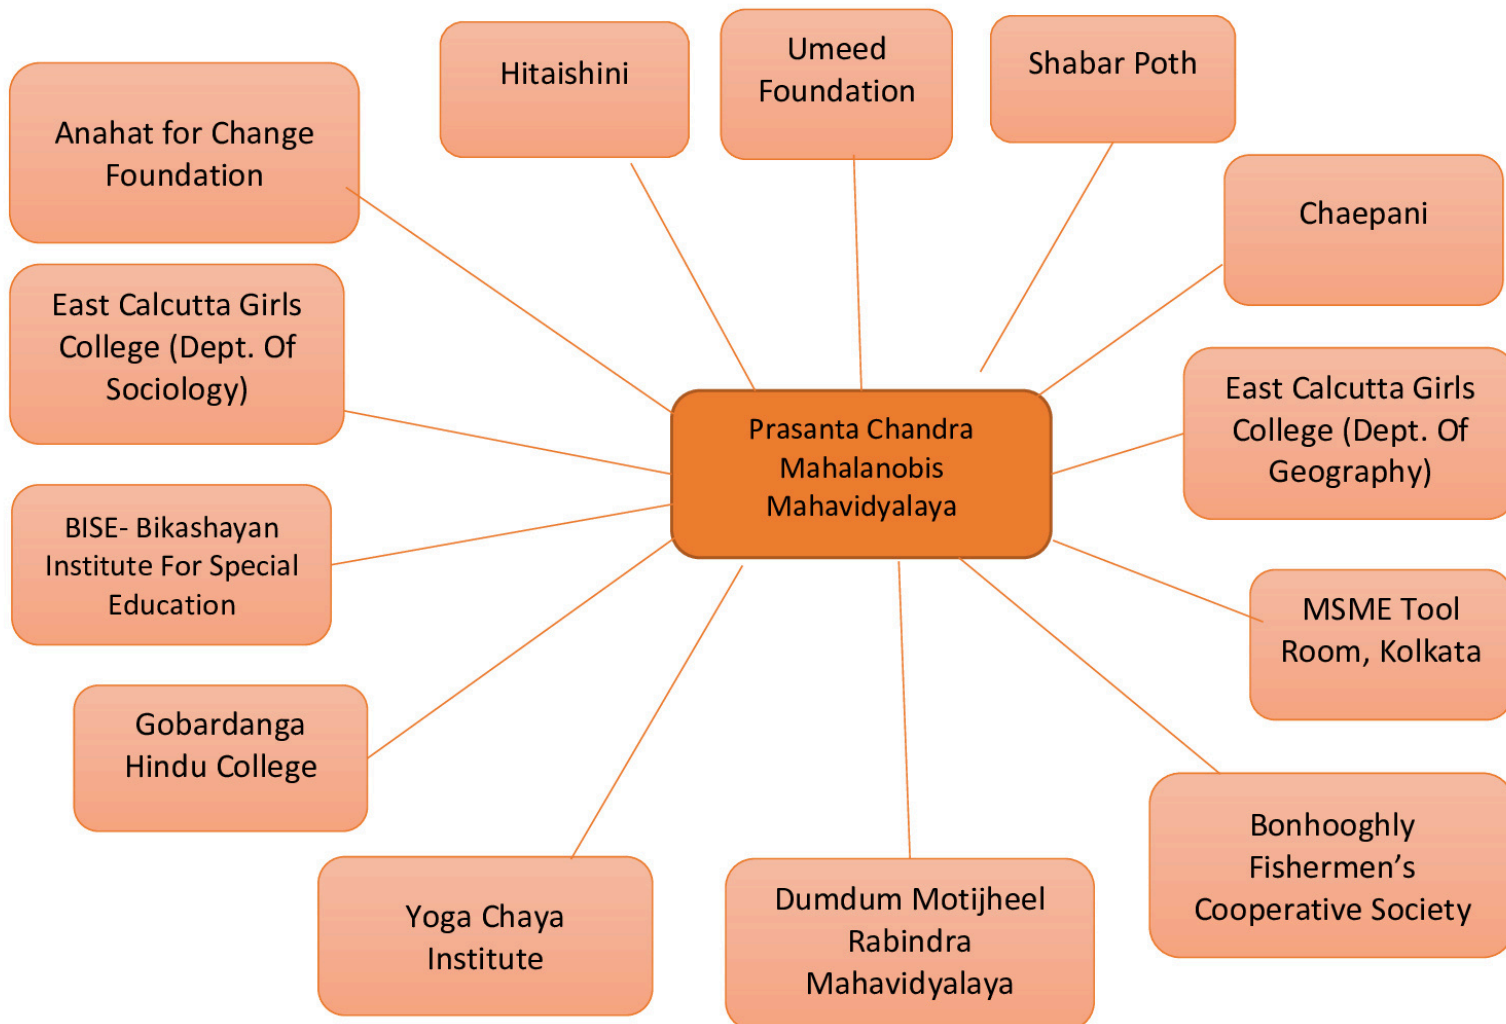 Hitaishini
Umeed
Foundation
Shabar Poth
Anahat for Change
Foundation
Chaepani
East Calcutta Girls
College (Dept. Of
Sociology)
East Calcutta Girls
College (Dept. Of
Geography)
Prasanta Chandra
Mahalanobis
Mahavidyalaya
BISE- Bikashayan
Institute For Special
Education
MSME Tool
Room, Kolkata
Gobardanga
Hindu College
Bonhooghly
Fishermen’s
Cooperative Society
Yoga Chaya
Institute
Dumdum Motijheel
Rabindra
Mahavidyalaya